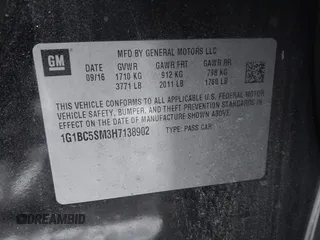 GM
MFD BY GENERAL MOTORS LLC
DATE GVWR GAWR FRT GAWR RR
09/16 1710 KG 912 KG 798 KG
3771 LB 2011 LB 1760 LB
THIS VEHICLE CONFORMS TO ALL APPLICABLE U.S. FEDERAL MOTOR
VEHICLE SAFETY, BUMPER, AND THEFT PREVENTION STANDARDS
IN EFFECT ON THE DATE OF MANUFACTURE SHOWN ABOVE.
1G1BC5SM3H7138902 TYPE: PASS CAR
DREAMBID